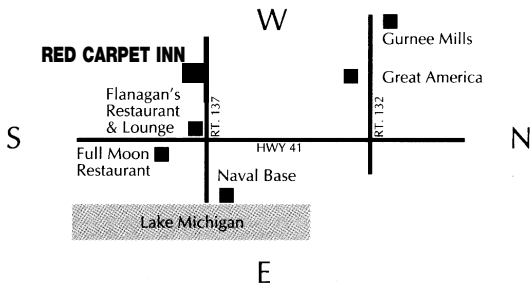 W
Gurnee Mills
RED CARPET INN
Great America
Flanagan's
Restaurant
& Lounge
RT. 137
RT. 132
S
HWY 41
N
Full Moon
Restaurant
Naval Base
Lake Michigan
E